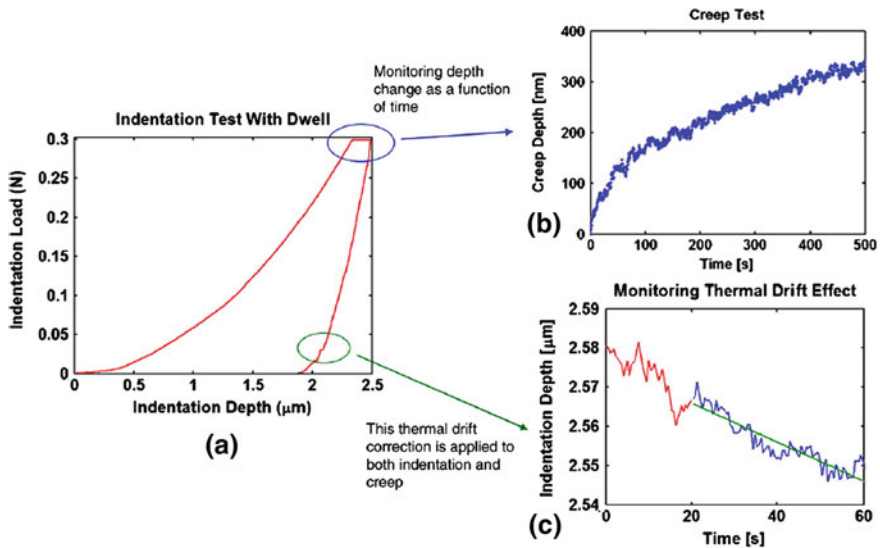 Indentation Test With Dwell
Indentation Load (N)
0.3
0.25
0.2
0.15
0.1
0.05
0
0
0.5
1
1.5
2
2.5
Indentation Depth (μm)
(a)
Monitoring depth
change as a function
of time
This thermal drift
correction is applied to
both indentation and
creep
Creep Test
Creep Depth [nm]
400
300
200
100
0
0
100
200
300
400
500
Time [s]
(b)
Monitoring Thermal Drift Effect
Indentation Depth [μm]
2.59
2.58
2.57
2.56
2.55
2.54
0
20
40
60
Time [s]
(c)